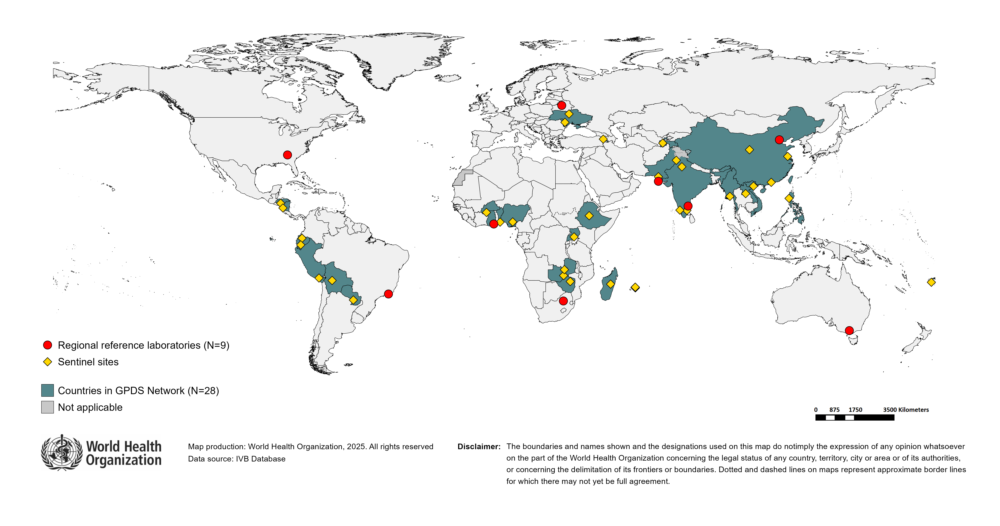 Regional reference laboratories (N=9)
Sentinel sites
Countries in GPDS Network (N=28)
Not applicable
0 875 1750 3500 Kilometers
World Health
Organization
Map production: World Health Organization, 2025. All rights reserved
Data source: IVB Database
Disclaimer: The boundaries and names shown and the designations used on this map do notimply the expression of any opinion whatsoever
on the part of the World Health Organization concerning the legal status of any country, territory, city or area or of its authorities,
or concerning the delimitation of its frontiers or boundaries. Dotted and dashed lines on maps represent approximate border lines
for which there may not yet be full agreement.